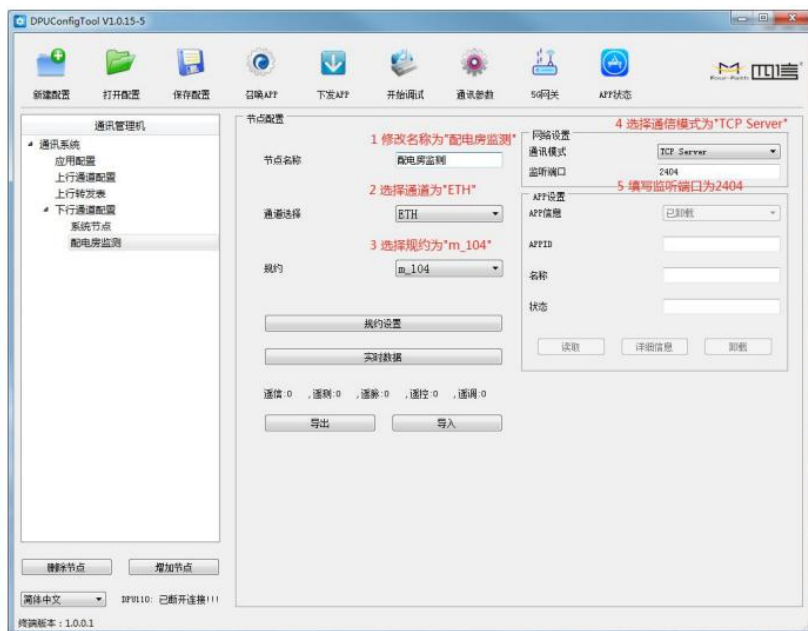 DPUConfigTool V1.0.15-5
新建配置 打开配置 保存配置 召唤APP 下发APP 开始调试 通讯参数 5G网关 APP状态
Four-Faith 四信
通讯管理机
通讯系统
应用配置
上行通道配置
上行转发表
下行通道配置
系统节点
配电房监测
删除节点 增加节点
简体中文 DPU110: 已断开连接!!!
终端版本:1.0.0.1
节点配置
1 修改名称为"配电房监测"
节点名称 配电房监测
2 选择通道为"ETH"
通道选择 ETH
3 选择规约为"m_104"
规约 m_104
规约设置
实时数据
遥信:0 ,遥测:0 ,遥脉:0 ,遥控:0 ,遥调:0
导出 导入
4 选择通信模式为"TCP Server"
网络设置
通讯模式 TCP Server
监听端口 2404
5 填写监听端口为2404
APP设置
APP信息 已卸载
APPID
名称
状态
读取 详细信息 卸载